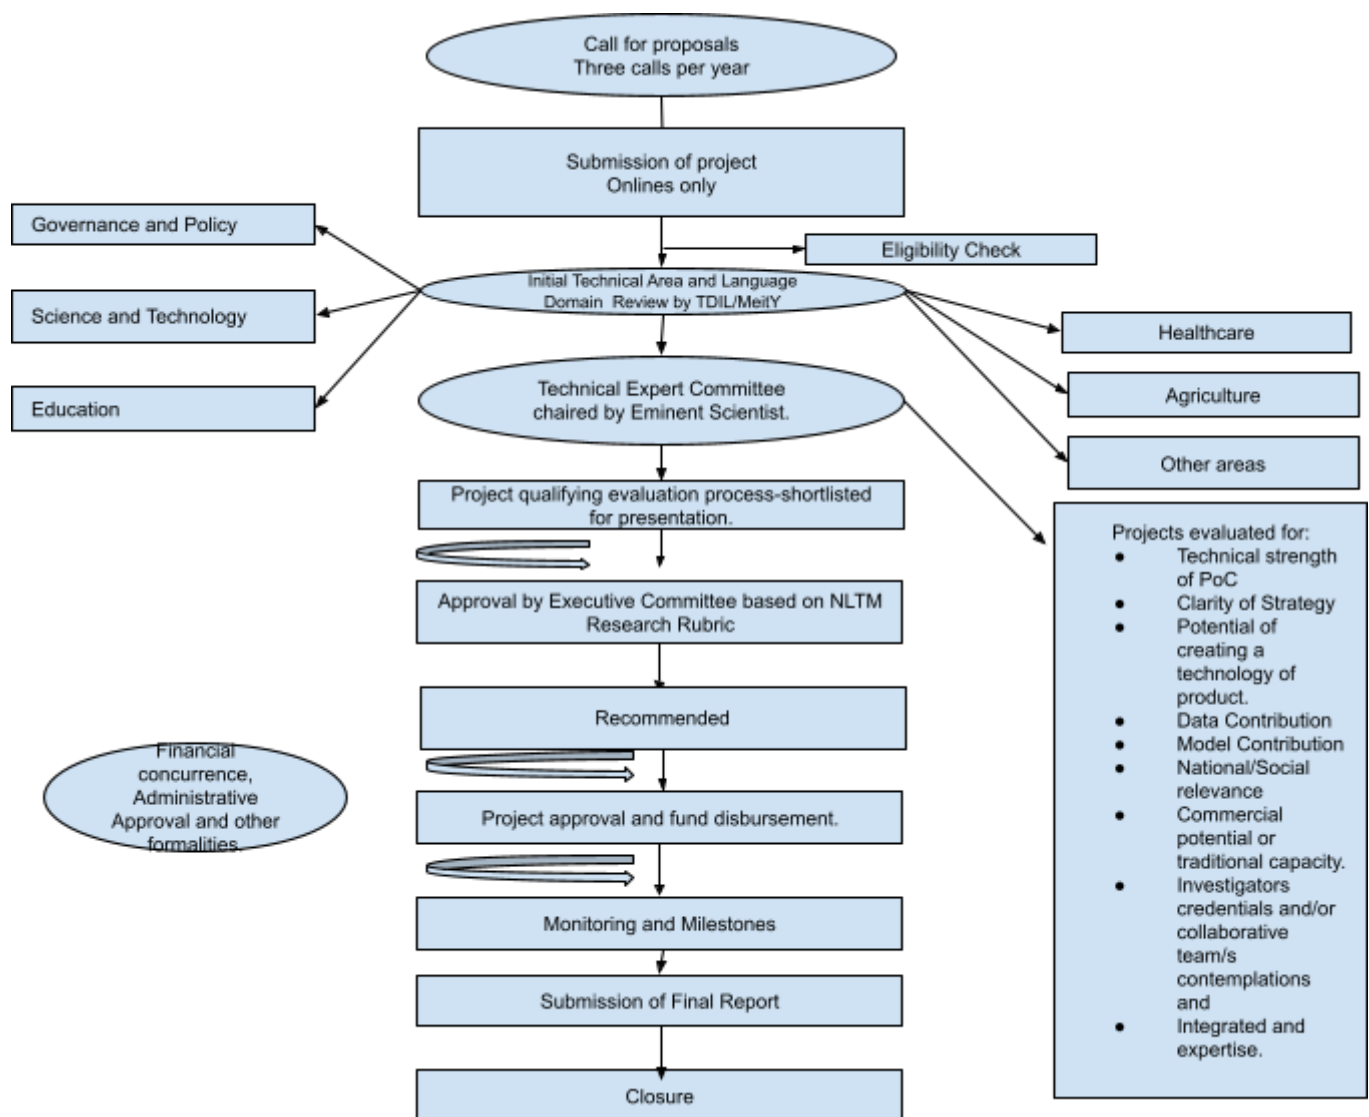 Call for proposals
Three calls per year
Submission of project
Onlines only
Governance and Policy
Eligibility Check
Initial Technical Area and Language
Domain Review by TDIL/MeitY
Science and Technology
Healthcare
Education
Technical Expert Committee
chaired by Eminent Scientist.
Agriculture
Other areas
Project qualifying evaluation process-shortlisted
for presentation.
Approval by Executive Committee based on NLTM
Research Rubric
Recommended
Financial
concurrence,
Administrative
Approval and other
formalities.
Project approval and fund disbursement.
Monitoring and Milestones
Submission of Final Report
Closure
Projects evaluated for:
● Technical strength
of PoC
● Clarity of Strategy
● Potential of
creating a
technology of
product.
● Data Contribution
● Model Contribution
● National/Social
relevance
● Commercial
potential or
traditional capacity.
● Investigators
credentials and/or
collaborative
team/s
contemplations
and
● Integrated and
expertise.